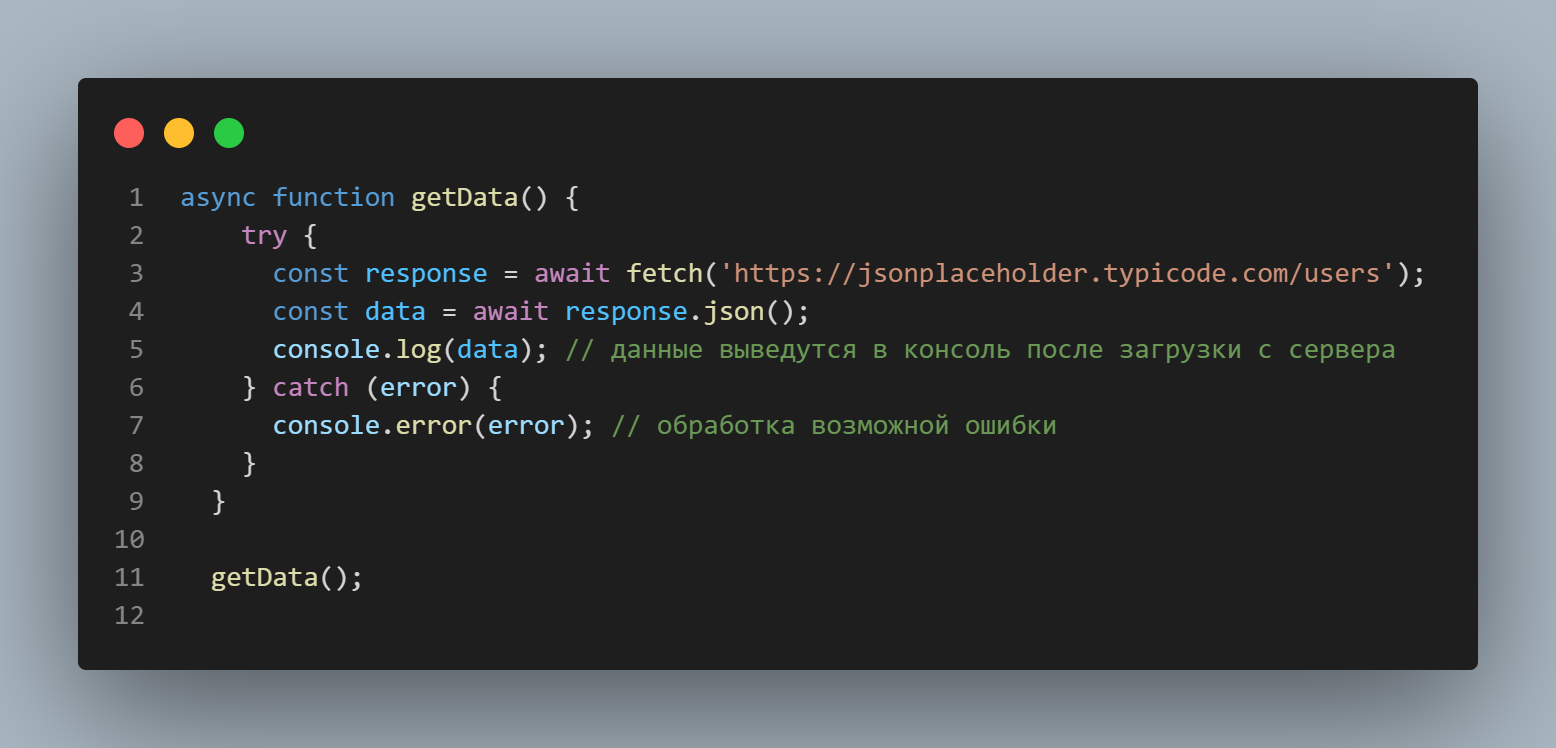 1 async function getData() {
2     try {
3       const response = await fetch('https://jsonplaceholder.typicode.com/users');
4       const data = await response.json();
5       console.log(data); // данные выведутся в консоль после загрузки с сервера
6     } catch (error) {
7       console.error(error); // обработка возможной ошибки
8     }
9   }
10
11   getData();
12